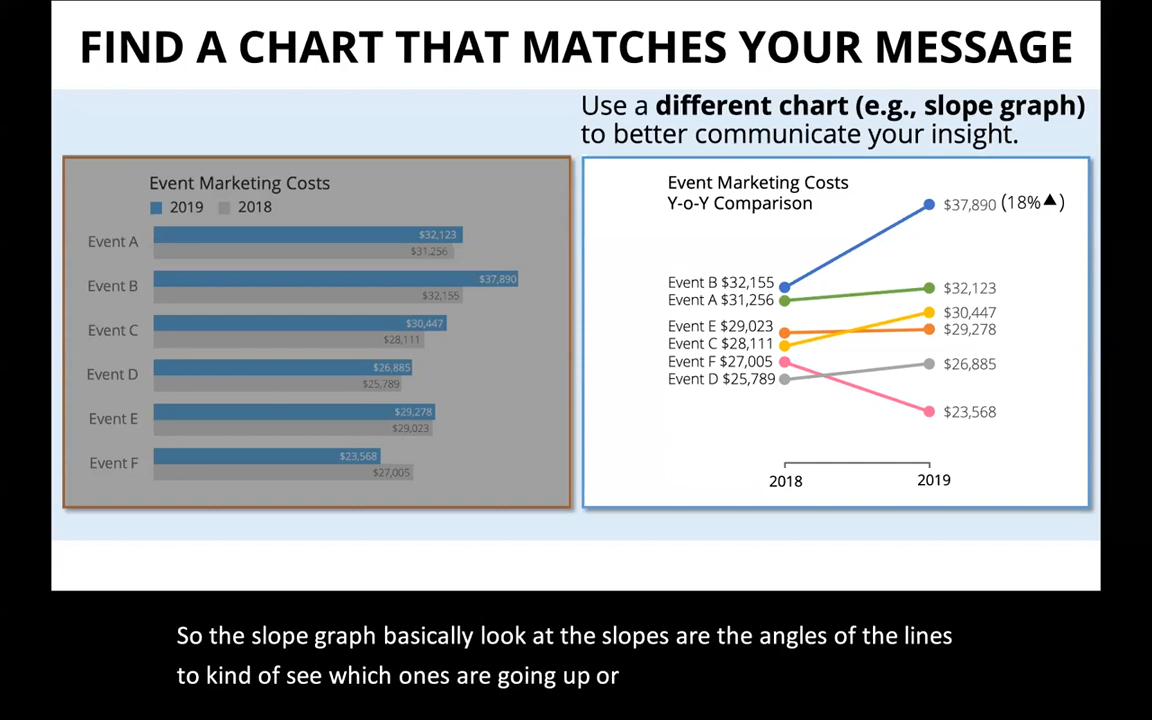 FIND A CHART THAT MATCHES YOUR MESSAGE
Use a different chart (e.g., slope graph)
to better communicate your insight.
Event Marketing Costs
2019 2018
Event A $32,123
$31,256
Event B $37,890
$32,155
Event C $30,447
$28,111
Event D $26,885
$25,789
Event E $29,278
$29,023
Event F $23,568
$27,005
Event Marketing Costs
Y-o-Y Comparison
$37,890 (18%▲)
Event B $32,155
Event A $31,256
Event E $29,023
Event C $28,111
Event F $27,005
Event D $25,789
$32,123
$30,447
$29,278
$26,885
$23,568
2018 2019
So the slope graph basically look at the slopes are the angles of the lines
to kind of see which ones are going up or